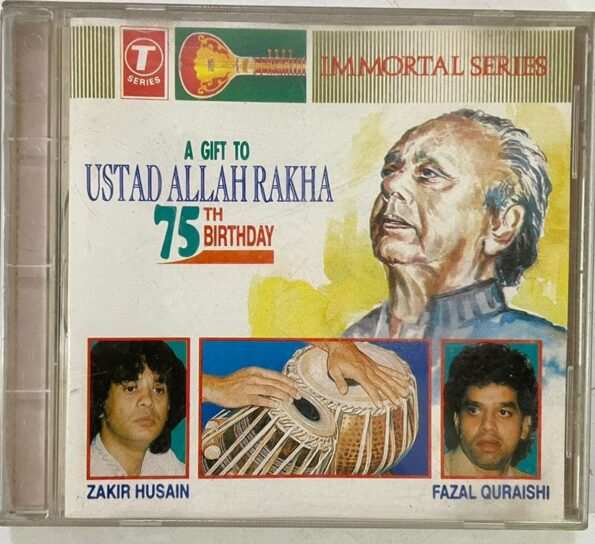 T
SERIES
IMMORTAL SERIES
A GIFT TO
USTAD ALLAH RAKHA
75TH
BIRTHDAY
ZAKIR HUSAIN
FAZAL QURAISHI